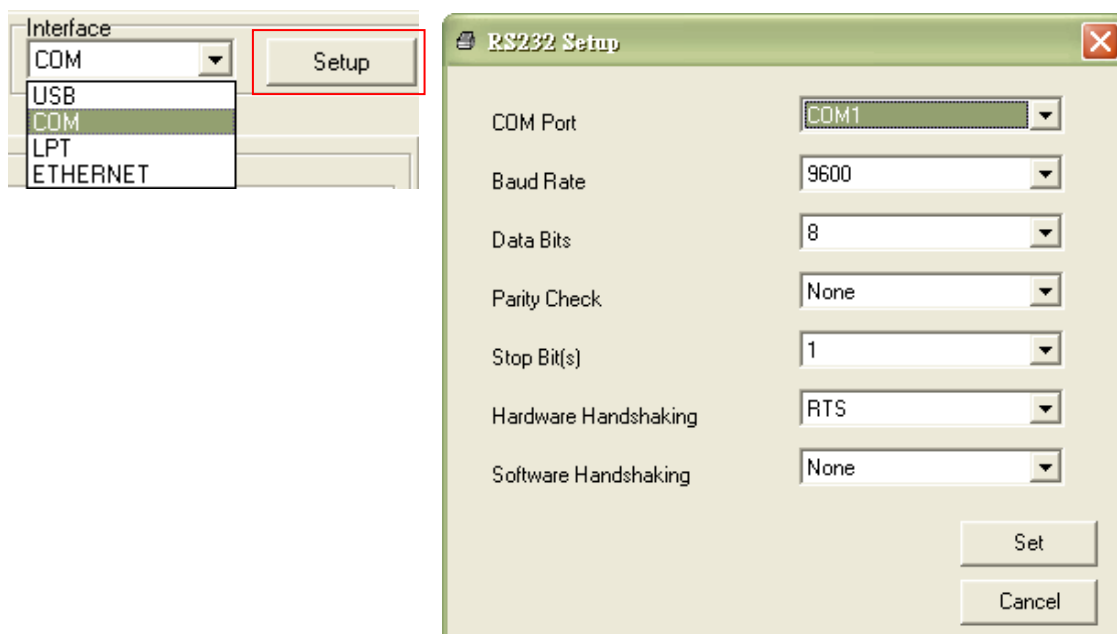 Interface
COM
Setup
USB
COM
LPT
ETHERNET
RS232 Setup
COM Port COM1
Baud Rate 9600
Data Bits 8
Parity Check None
Stop Bit(s) 1
Hardware Handshaking RTS
Software Handshaking None
Set
Cancel